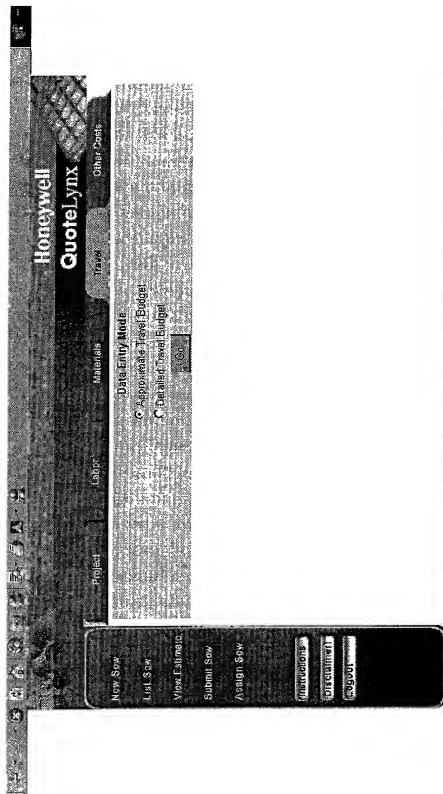 Honeywell
QuoteLynx
Project Labor Materials Travel Other Costs
New Sow
List Sow
View Estimate
Submit Sow
Assign Sow
Instructions
Disclaimer
Logout
Data Entry Mode
Approximate Travel Budget
Detailed Travel Budget
Go